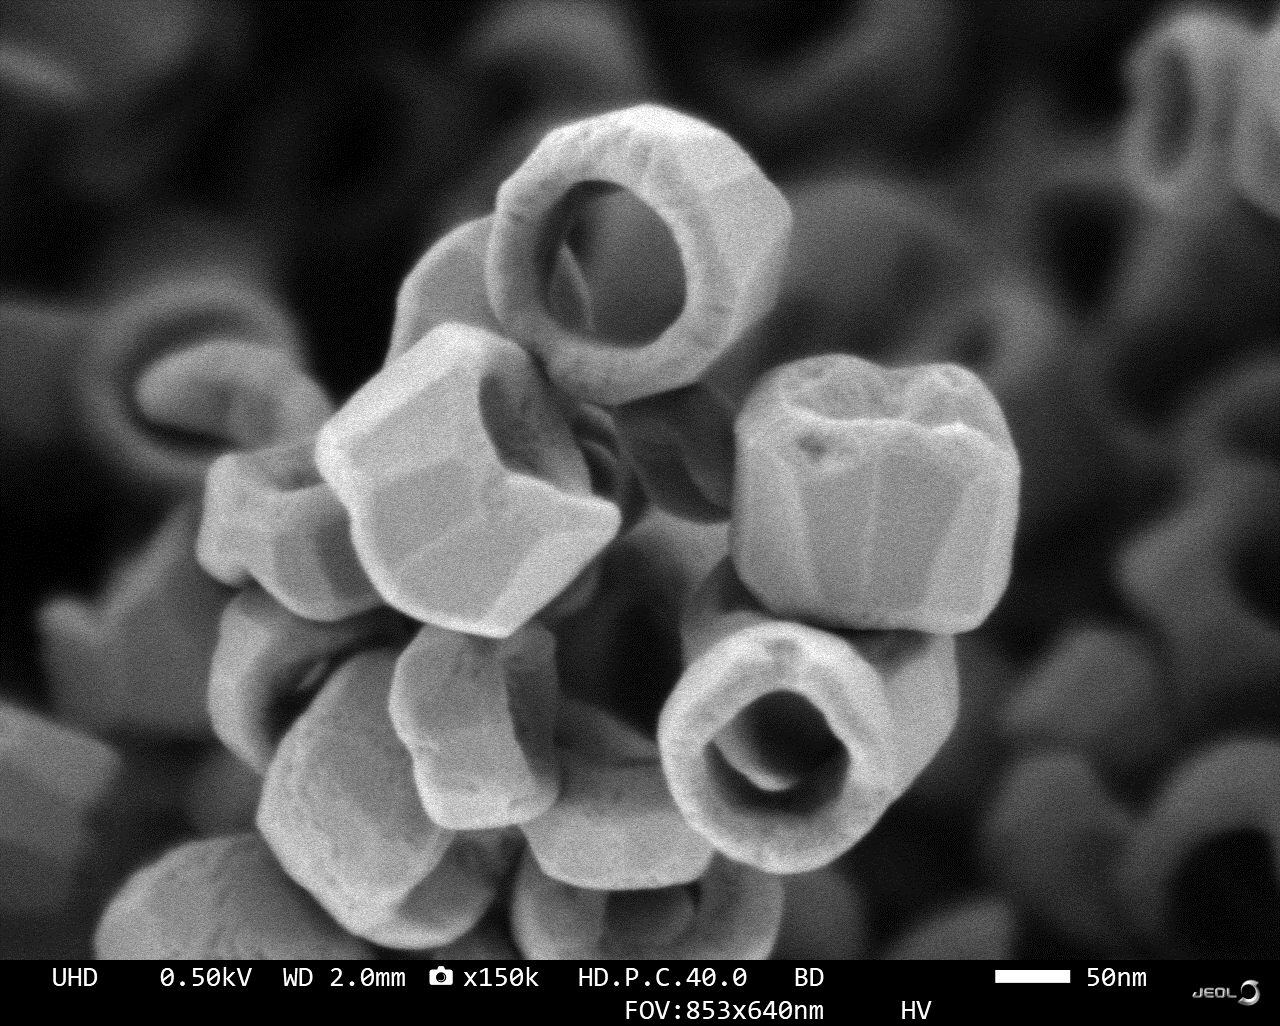 UHD 0.50kV WD 2.0mm x150k HD.P.C.40.0 BD 50nm
FOV:853x640nm HV JEOL